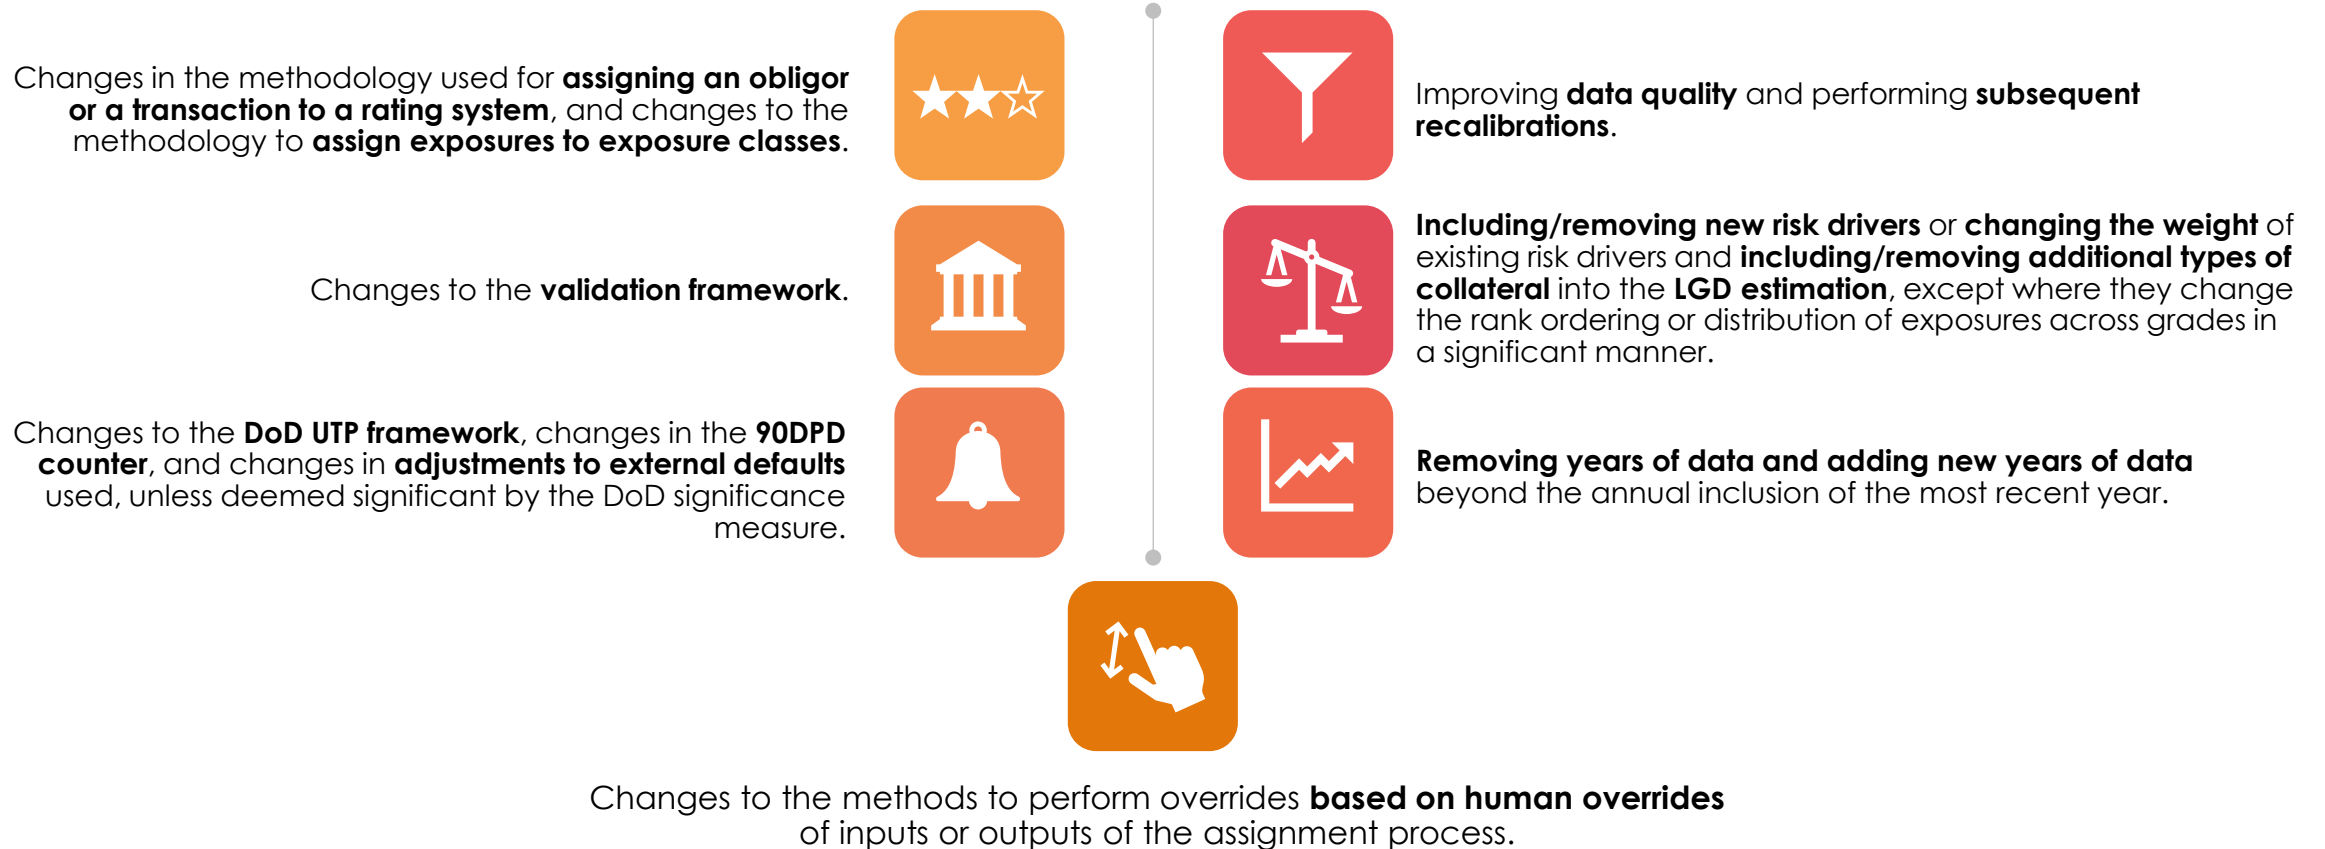 Changes in the methodology used for assigning an obligor
or a transaction to a rating system, and changes to the
methodology to assign exposures to exposure classes.
Changes to the validation framework.
Changes to the DoD UTP framework, changes in the 90DPD
counter, and changes in adjustments to external defaults
used, unless deemed significant by the DoD significance
measure.
Improving data quality and performing subsequent
recalibrations.
Including/removing new risk drivers or changing the weight of
existing risk drivers and including/removing additional types of
collateral into the LGD estimation, except where they change
the rank ordering or distribution of exposures across grades in
a significant manner.
Removing years of data and adding new years of data
beyond the annual inclusion of the most recent year.
Changes to the methods to perform overrides based on human overrides
of inputs or outputs of the assignment process.